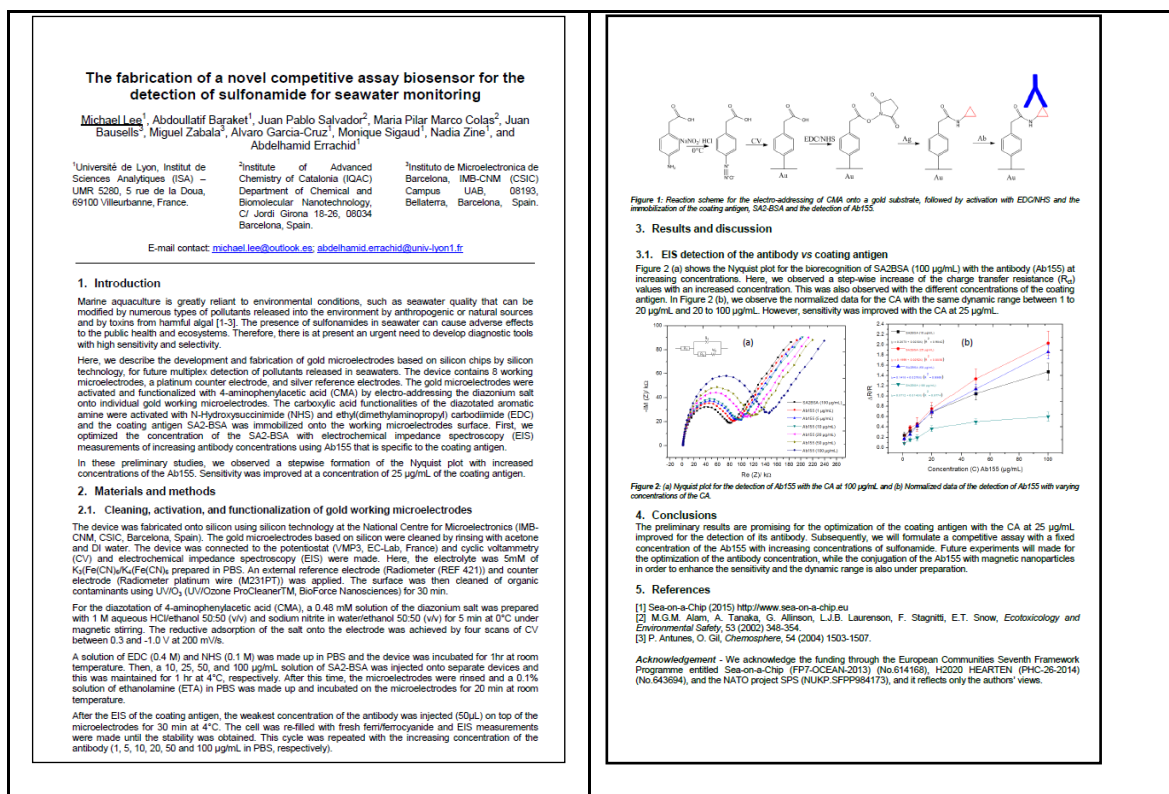 The fabrication of a novel competitive assay biosensor for the
detection of sulfonamide for seawater monitoring
Michael Lee1, Abdoullatif Baraket1, Juan Pablo Salvador2, Maria Pilar Marco Colas2, Juan
Bausells3, Miguel Zabala3, Alvaro Garcia-Cruz1, Monique Sigaud1, Nadia Zine1, and
Abdelhamid Errachid1
1Université de Lyon, Institut de
Sciences Analytiques (ISA) –
UMR 5280, 5 rue de la Doua,
69100 Villeurbanne, France.
2Institute of Advanced
Chemistry of Catalonia (IQAC)
Department of Chemical and
Biomolecular Nanotechnology,
C/ Jordi Girona 18-26, 08034
Barcelona, Spain.
3Instituto de Microelectronica de
Barcelona, IMB-CNM (CSIC)
Campus UAB, 08193,
Bellaterra, Barcelona, Spain.
E-mail contact: michael.lee@outlook.es; abdelhamid.errachid@univ-lyon1.fr
1. Introduction
Marine aquaculture is greatly reliant to environmental conditions, such as seawater quality that can be
modified by numerous types of pollutants released into the environment by anthropogenic or natural sources
and by toxins from harmful algal [1-3]. The presence of sulfonamides in seawater can cause adverse effects
to the public health and ecosystems. Therefore, there is at present an urgent need to develop diagnostic tools
with high sensitivity and selectivity.
Here, we describe the development and fabrication of gold microelectrodes based on silicon chips by silicon
technology, for future multiplex detection of pollutants released in seawaters. The device contains 8 working
microelectrodes, a platinum counter electrode, and silver reference electrodes. The gold microelectrodes were
activated and functionalized with 4-aminophenylacetic acid (CMA) by electro-addressing the diazonium salt
onto individual gold working microelectrodes. The carboxylic acid functionalities of the diazotated aromatic
amine were activated with N-Hydroxysuccinimide (NHS) and ethyl(dimethylaminopropyl) carbodiimide (EDC)
and the coating antigen SA2-BSA was immobilized onto the working microelectrodes surface. First, we
optimized the concentration of the SA2-BSA with electrochemical impedance spectroscopy (EIS)
measurements of increasing antibody concentrations using Ab155 that is specific to the coating antigen.
In these preliminary studies, we observed a stepwise formation of the Nyquist plot with increased
concentrations of the Ab155. Sensitivity was improved at a concentration of 25 µg/mL of the coating antigen.
2. Materials and methods
2.1. Cleaning, activation, and functionalization of gold working microelectrodes
The device was fabricated onto silicon using silicon technology at the National Centre for Microelectronics (IMB-
CNM, CSIC, Barcelona, Spain). The gold microelectrodes based on silicon were cleaned by rinsing with acetone
and DI water. The device was connected to the potentiostat (VMP3, EC-Lab, France) and cyclic voltammetry
(CV) and electrochemical impedance spectroscopy (EIS) were made. Here, the electrolyte was 5mM of
K3(Fe(CN)6/K4(Fe(CN)6 prepared in PBS. An external reference electrode (Radiometer (REF 421)) and counter
electrode (Radiometer platinum wire (M231PT)) was applied. The surface was then cleaned of organic
contaminants using UV/O3 (UV/Ozone ProCleanerTM, BioForce Nanosciences) for 30 min.
For the diazotation of 4-aminophenylacetic acid (CMA), a 0.48 mM solution of the diazonium salt was prepared
with 1 M aqueous HCl/ethanol 50:50 (v/v) and sodium nitrite in water/ethanol 50:50 (v/v) for 5 min at 0°C under
magnetic stirring. The reductive adsorption of the salt onto the electrode was achieved by four scans of CV
between 0.3 and -1.0 V at 200 mV/s.
A solution of EDC (0.4 M) and NHS (0.1 M) was made up in PBS and the device was incubated for 1hr at room
temperature. Then, a 10, 25, 50, and 100 µg/mL solution of SA2-BSA was injected onto separate devices and
this was maintained for 1 hr at 4°C, respectively. After this time, the microelectrodes were rinsed and a 0.1%
solution of ethanolamine (ETA) in PBS was made up and incubated on the microelectrodes for 20 min at room
temperature.
After the EIS of the coating antigen, the weakest concentration of the antibody was injected (50µL) on top of the
microelectrodes for 30 min at 4°C. The cell was re-filled with fresh ferri/ferrocyanide and EIS measurements
were made until the stability was obtained. This cycle was repeated with the increasing concentration of the
antibody (1, 5, 10, 20, 50 and 100 µg/mL in PBS, respectively).
NaNO2, HCl
0°C
CV
EDC/NHS
Ag
Ab
Au
Au
Au
Au
Figure 1: Reaction scheme for the electro-addressing of CMA onto a gold substrate, followed by activation with EDC/NHS and the
immobilization of the coating antigen, SA2-BSA and the detection of Ab155.
3. Results and discussion
3.1. EIS detection of the antibody vs coating antigen
Figure 2 (a) shows the Nyquist plot for the biorecognition of SA2BSA (100 µg/mL) with the antibody (Ab155) at
increasing concentrations. Here, we observed a step-wise increase of the charge transfer resistance (Rct)
values with an increased concentration. This was also observed with the different concentrations of the coating
antigen. In Figure 2 (b), we observe the normalized data for the CA with the same dynamic range between 1 to
20 µg/mL and 20 to 100 µg/mL. However, sensitivity was improved with the CA at 25 µg/mL.
(a)
-IM (Z)/ kΩ
Re (Z)/ kΩ
SA2BSA (100 µg/mL)
Ab155 (1 µg/mL)
Ab155 (5 µg/mL)
Ab155 (10 µg/mL)
Ab155 (20 µg/mL)
Ab155 (50 µg/mL)
Ab155 (100 µg/mL)
(b)
ΔR/R
Concentration (C) Ab155 (µg/mL)
Figure 2: (a) Nyquist plot for the detection of Ab155 with the CA at 100 µg/mL and (b) Normalized data of the detection of Ab155 with varying
concentrations of the CA.
4. Conclusions
The preliminary results are promising for the optimization of the coating antigen with the CA at 25 µg/mL
improved for the detection of its antibody. Subsequently, we will formulate a competitive assay with a fixed
concentration of the Ab155 with increasing concentrations of sulfonamide. Future experiments will made for
the optimization of the antibody concentration, while the conjugation of the Ab155 with magnetic nanoparticles
in order to enhance the sensitivity and the dynamic range is also under preparation.
5. References
[1] Sea-on-a-Chip (2015) http://www.sea-on-a-chip.eu
[2] M.G.M. Alam, A. Tanaka, G. Allinson, L.J.B. Laurenson, F. Stagnitti, E.T. Snow, Ecotoxicology and
Environmental Safety, 53 (2002) 348-354.
[3] P. Antunes, O. Gil, Chemosphere, 54 (2004) 1503-1507.
Acknowledgement - We acknowledge the funding through the European Communities Seventh Framework
Programme entitled Sea-on-a-Chip (FP7-OCEAN-2013) (No.614168), H2020 HEARTEN (PHC-26-2014)
(No.643694), and the NATO project SPS (NUKP.SFPP984173), and it reflects only the authors' views.